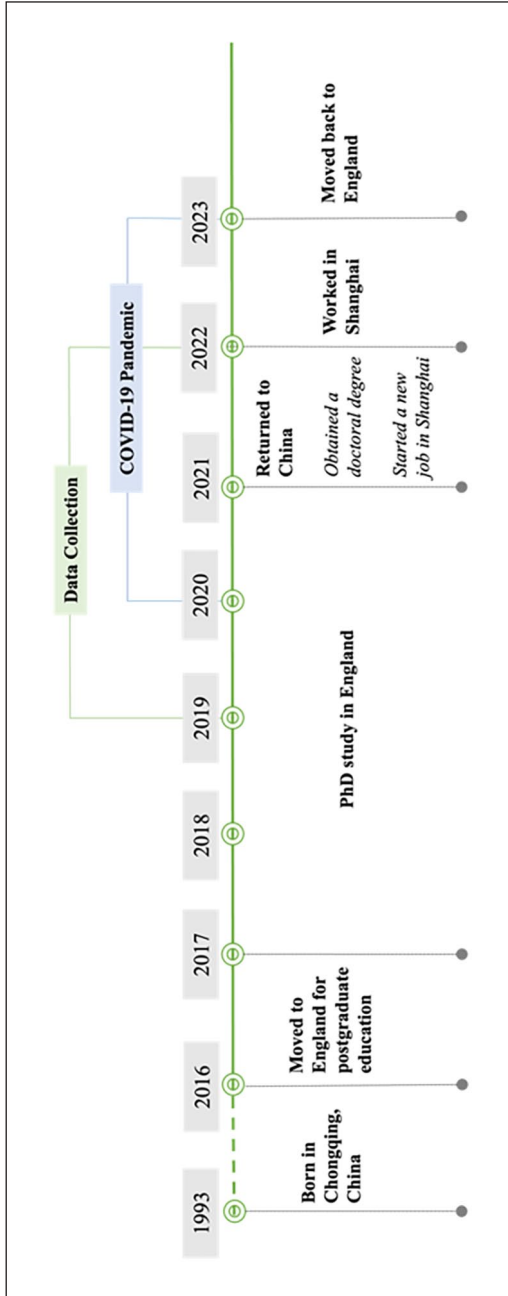 Data Collection
COVID-19 Pandemic
1993
2016
2017
2018
2019
2020
2021
2022
2023
Born in
Chongqing,
China
Moved to
England for
postgraduate
education
PhD study in England
Returned to
China
Obtained a
doctoral degree
Started a new
job in Shanghai
Worked in
Shanghai
Moved back to
England